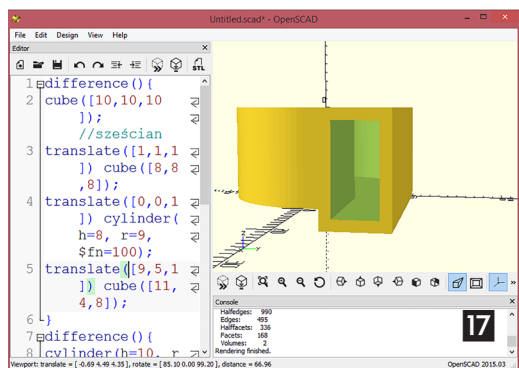 Untitled.scad* - OpenSCAD
File Edit Design View Help
Editor
STL
1 difference(){
2 cube([10,10,10
]);
//sześcian
3 translate([1,1,1
]) cube([8,8
,8]);
4 translate([0,0,1
]) cylinder(
h=8, r=9,
$fn=100);
5 translate([9,5,1
]) cube([11,
4,8]);
6 }
7 difference(){
8 cylinder(h=10, r
Console
Halfedges: 990
Edges: 495
Halffacets: 336
Facets: 168
Volumes: 2
Rendering finished.
17
Viewport: translate = [ -0.69 4.49 4.35 ], rotate = [ 85.10 0.00 99.20 ], distance = 66.96
OpenSCAD 2015.03